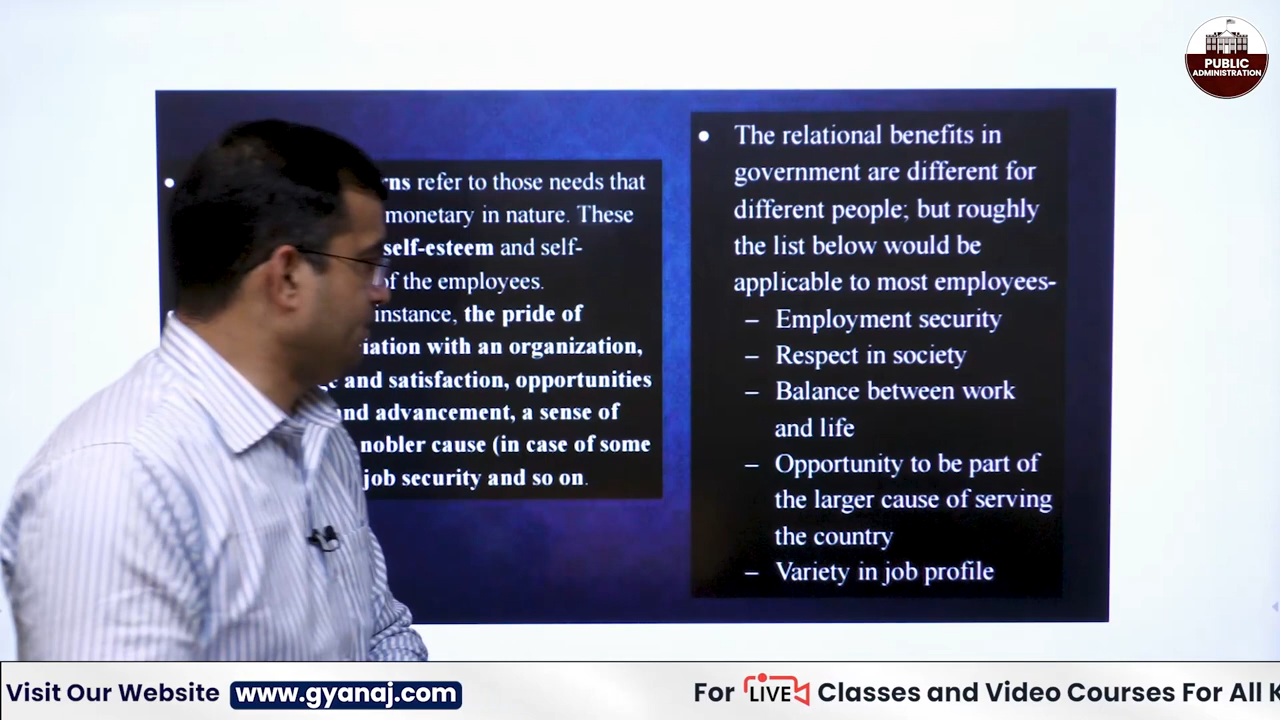 PUBLIC
ADMINISTRATION
refer to those needs that
monetary in nature. These
self-esteem and self-
of the employees.
instance, the pride of
with an organization,
and satisfaction, opportunities
and advancement, a sense of
nobler cause (in case of some
job security and so on.
• The relational benefits in
government are different for
different people; but roughly
the list below would be
applicable to most employees-
– Employment security
– Respect in society
– Balance between work
and life
– Opportunity to be part of
the larger cause of serving
the country
– Variety in job profile
Visit Our Website www.gyanaj.com
For LIVE Classes and Video Courses For All